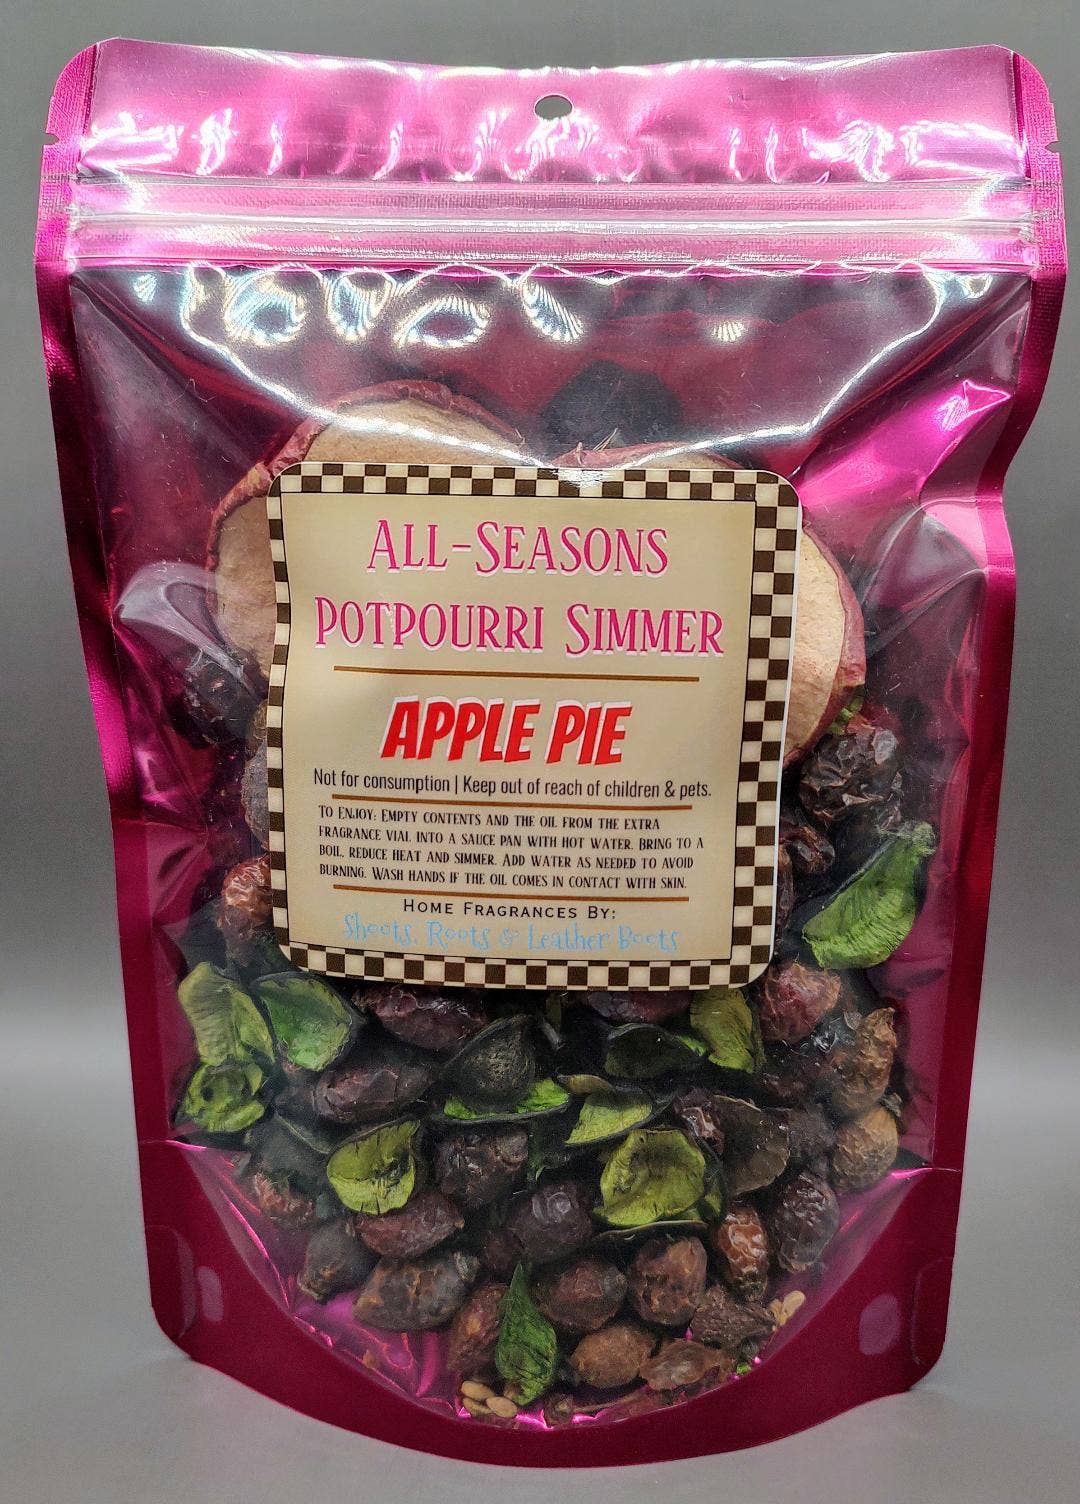 All-Seasons
Potpourri Simmer
APPLE PIE
Not for consumption | Keep out of reach of children & pets.
To Enjoy: Empty contents and the oil from the extra
fragrance vial into a sauce pan with hot water. Bring to a
boil, reduce heat and simmer. Add water as needed to avoid
burning. Wash hands if the oil comes in contact with skin.
Home Fragrances By:
Shoots, Roots & Leather Boots